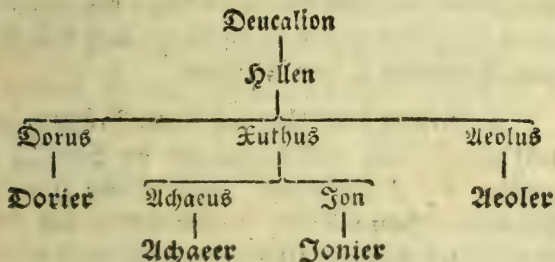 Deucalion
Hellen
Dorus Xuthus Aeolus
Dorier Achaeus Jon Aeoler
Achaeer Jonier